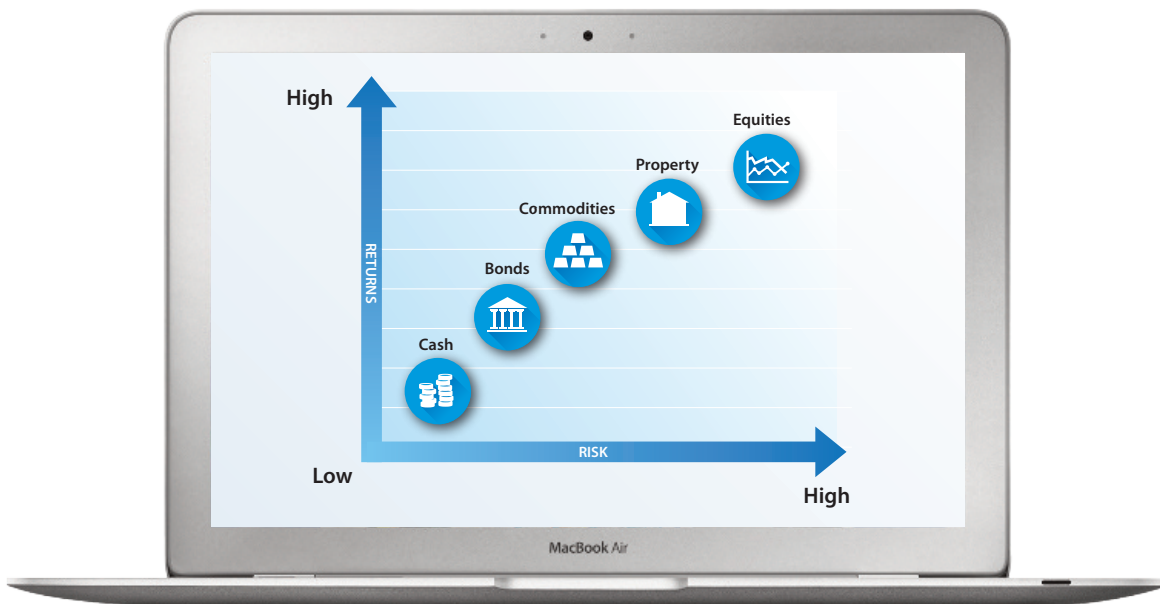 High
Equities
Property
Commodities
Bonds
Cash
RETURNS
RISK
Low
High
MacBook Air